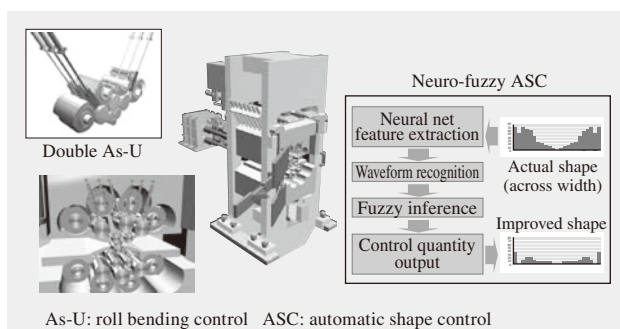 Double As-U
Neuro-fuzzy ASC
Neural net
feature extraction
Waveform recognition
Fuzzy inference
Control quantity
output
Actual shape
(across width)
Improved shape
As-U: roll bending control ASC: automatic shape control